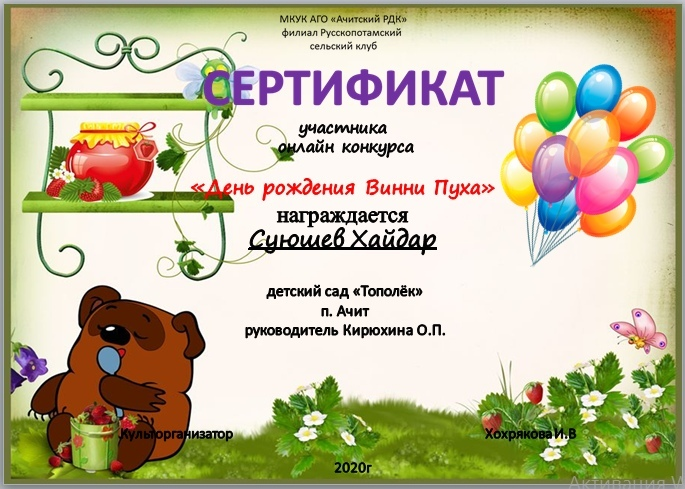 МКУК АГО «Ачитский РДК»
филиал Русскопотамский
сельский клуб
СЕРТИФИКАТ
участника
онлайн конкурса
«День рождения Винни Пуха»
награждается
Суюшев Хайдар
детский сад «Тополёк»
п. Ачит
руководитель Кирюхина О.П.
Культорганизатор Хохрякова И.В
2020г
Активация W